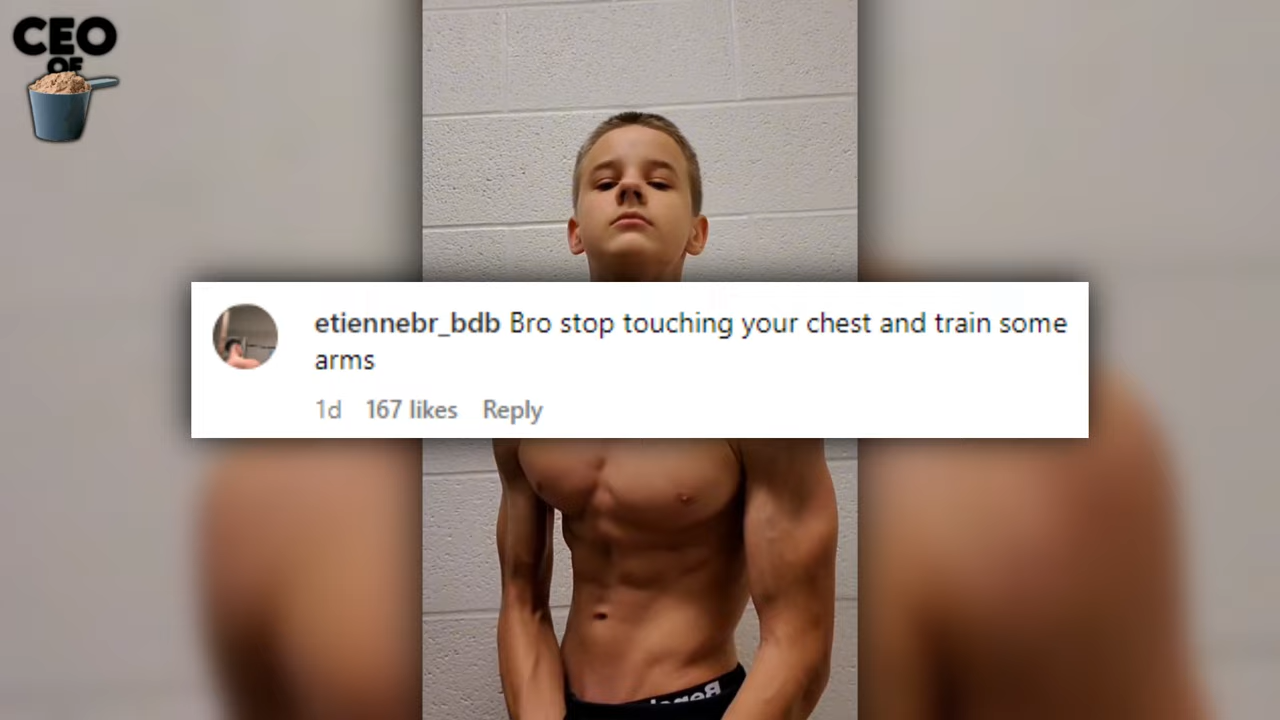 CEO
OF
etiennebr_bdb Bro stop touching your chest and train some
arms
1d 167 likes Reply